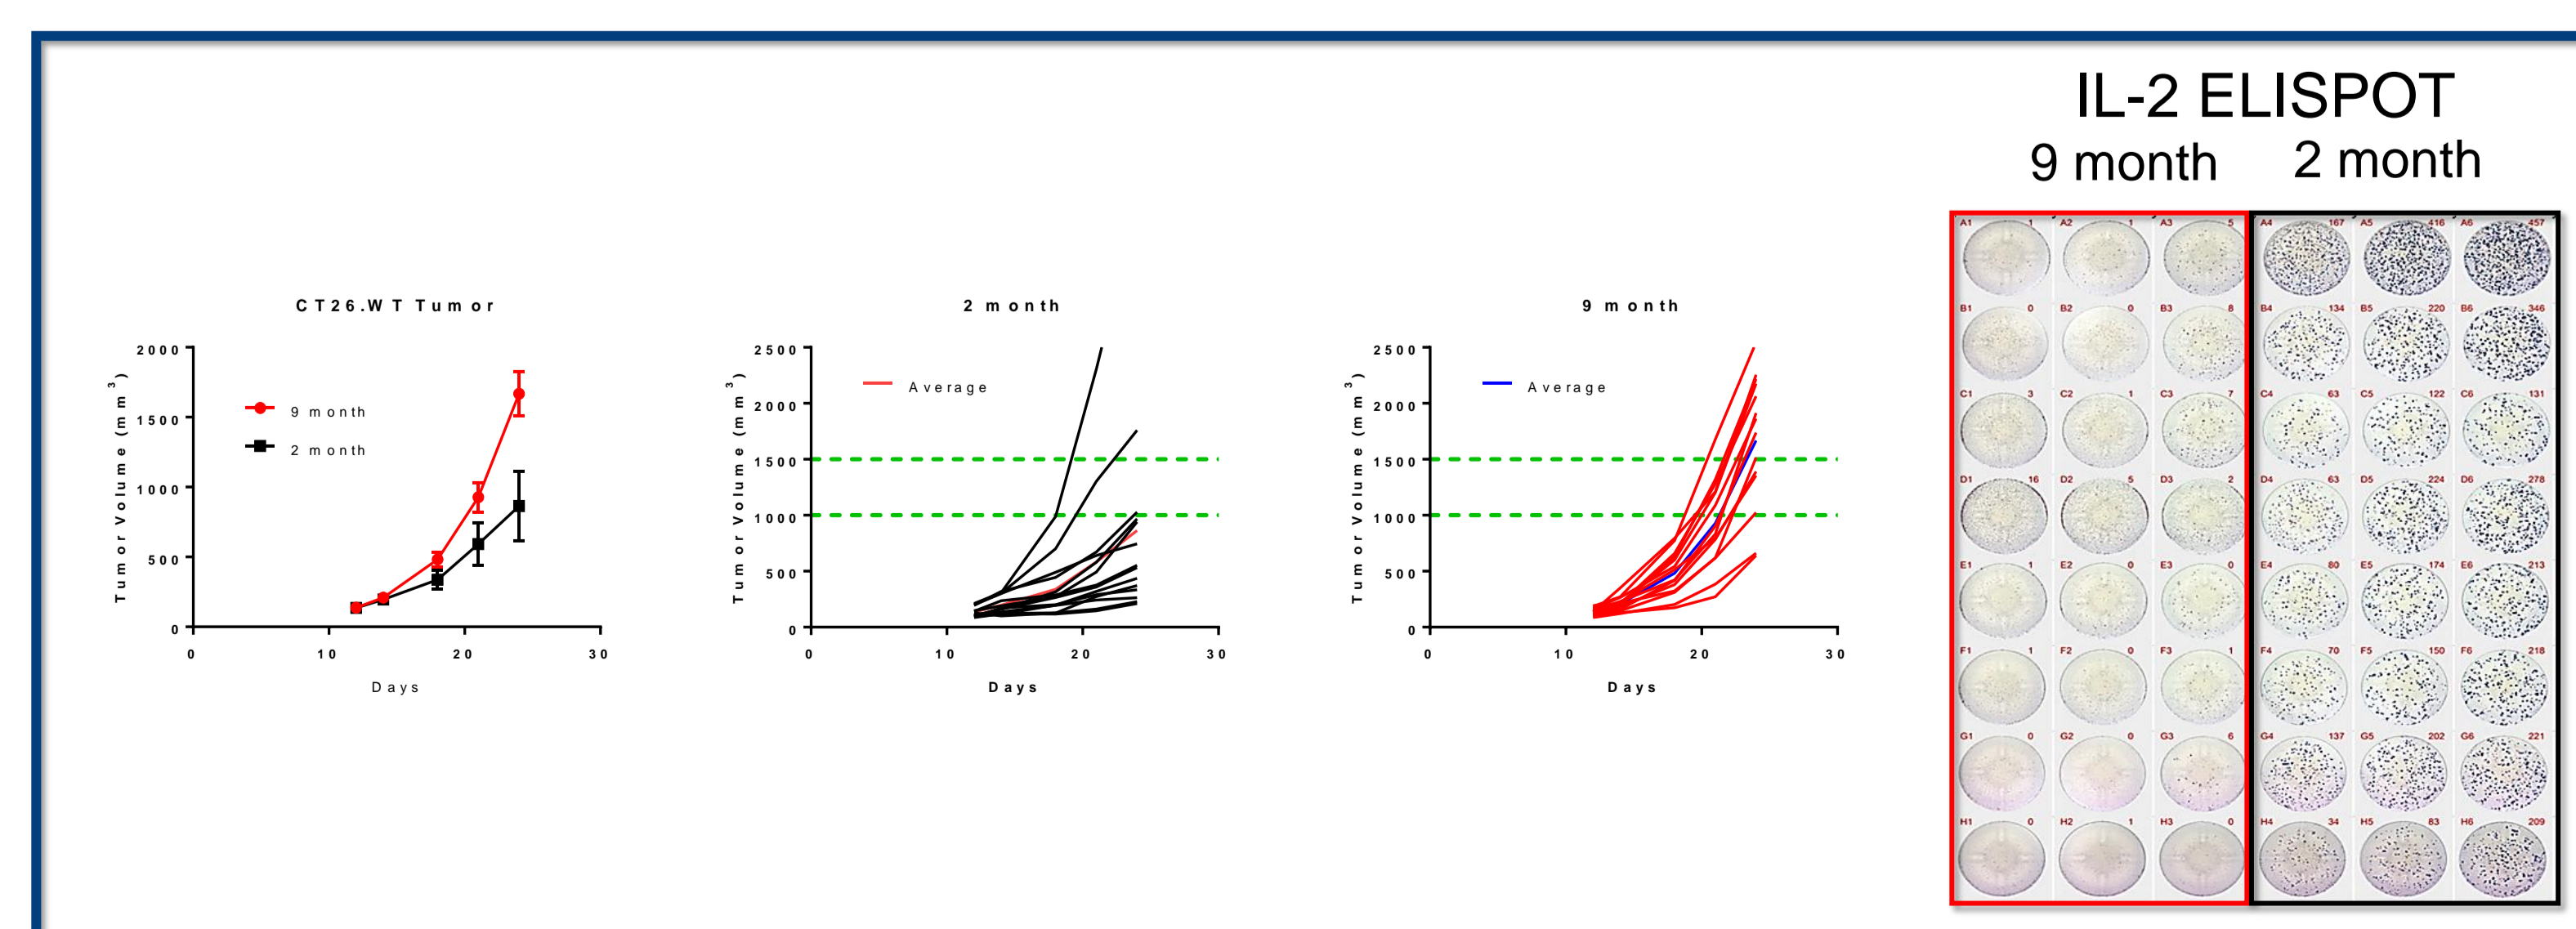 IL-2 ELISPOT
9 month 2 month
CT26.WT Tumor
Tumor Volume (mm3)
2000
1500
1000
500
0
9 month
2 month
0 10 20 30
Days
2 month
Tumor Volume (mm3)
2500
2000
1500
1000
500
0
Average
0 10 20 30
Days
9 month
Tumor Volume (mm3)
2500
2000
1500
1000
500
0
Average
0 10 20 30
Days
A1 1 A2 1 A3 5 A4 167 A5 416 A6 457
B1 0 B2 0 B3 8 B4 134 B5 220 B6 346
C1 3 C2 1 C3 7 C4 63 C5 122 C6 131
D1 16 D2 5 D3 2 D4 63 D5 224 D6 278
E1 1 E2 0 E3 0 E4 80 E5 174 E6 213
F1 1 F2 0 F3 1 F4 70 F5 150 F6 218
G1 0 G2 0 G3 6 G4 137 G5 202 G6 221
H1 0 H2 1 H3 0 H4 34 H5 83 H6 209